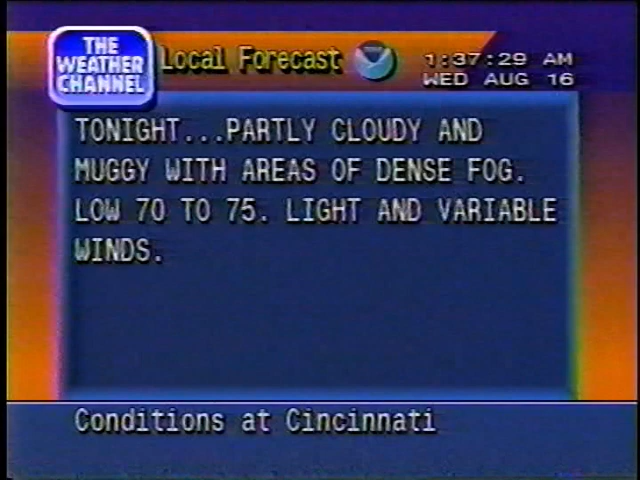 THE
WEATHER
CHANNEL
Local Forecast
1:37:29 AM
WED AUG 16
TONIGHT...PARTLY CLOUDY AND
MUGGY WITH AREAS OF DENSE FOG.
LOW 70 TO 75. LIGHT AND VARIABLE
WINDS.
Conditions at Cincinnati